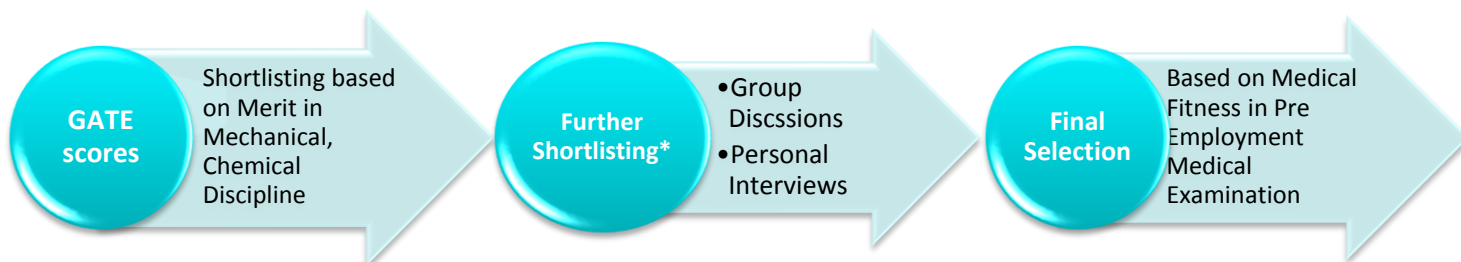 GATE
scores
Shortlisting based
on Merit in
Mechanical,
Chemical
Discipline
Further
Shortlisting*
•Group
Discssions
•Personal
Interviews
Final
Selection
Based on Medical
Fitness in Pre
Employment
Medical
Examination